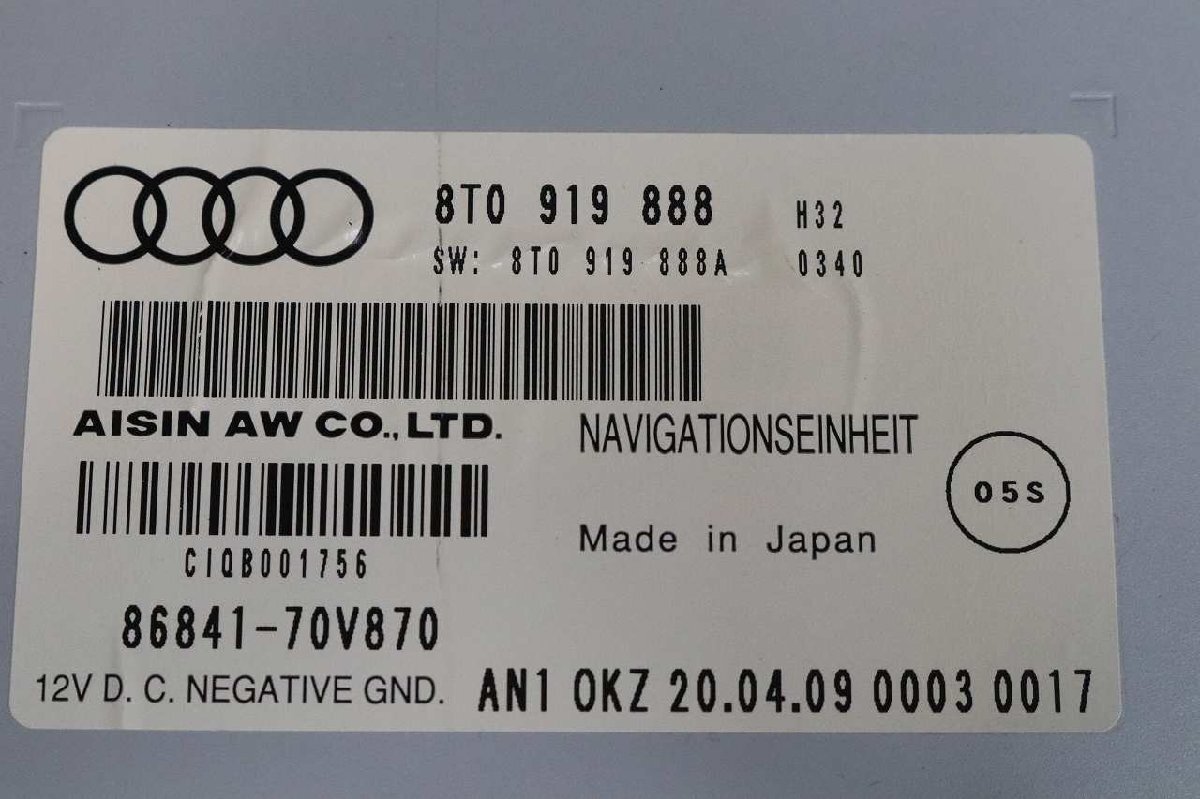 8T0 919 888 H32
SW: 8T0 919 888A 0340
AISIN AW CO., LTD.
NAVIGATIONSEINHEIT
05S
Made in Japan
CIQB001756
86841-70V870
12V D. C. NEGATIVE GND.
AN1 0KZ 20.04.09 0003 0017